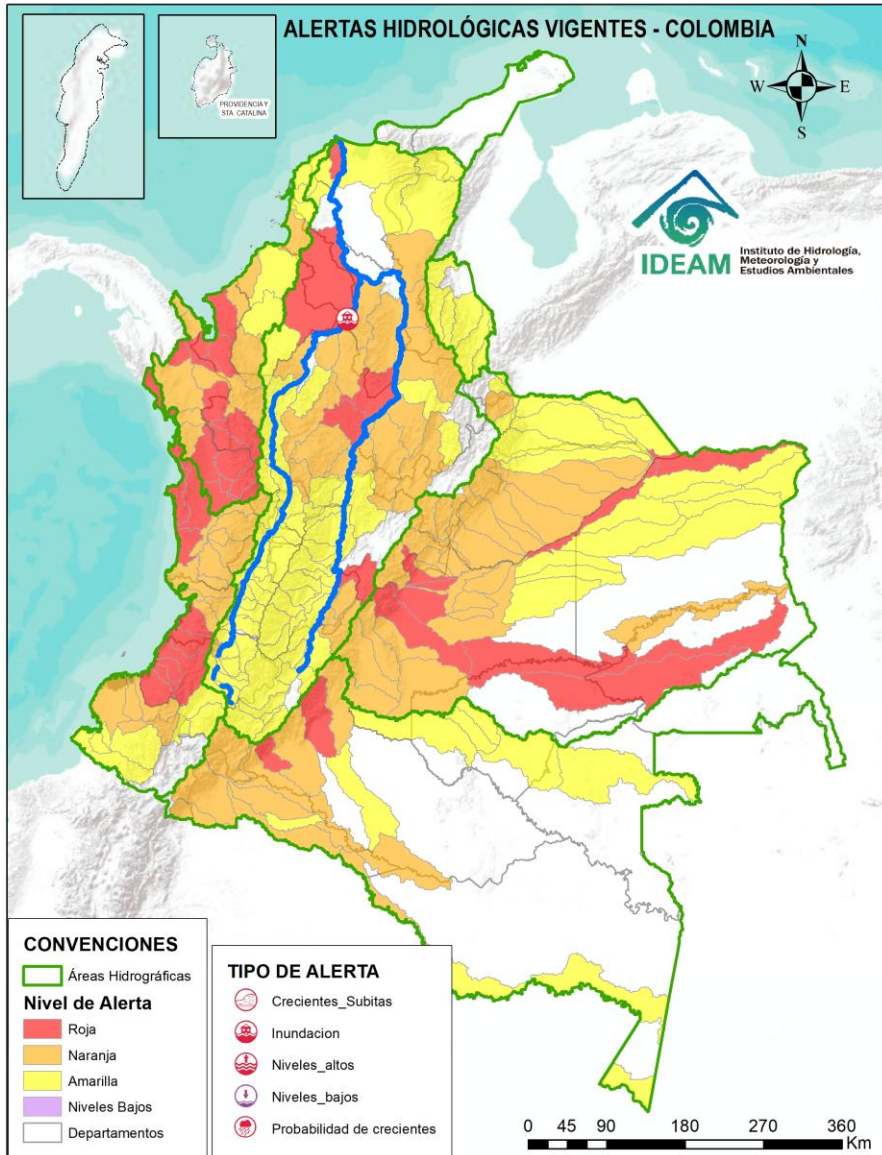 ALERTAS HIDROLÓGICAS VIGENTES - COLOMBIA
PROVIDENCIA Y
STA. CATALINA
N
W
E
S
IDEAM
Instituto de Hidrología,
Meteorología y
Estudios Ambientales
CONVENCIONES
Áreas Hidrográficas
Nivel de Alerta
Roja
Naranja
Amarilla
Niveles Bajos
Departamentos
TIPO DE ALERTA
Crecientes_Subitas
Inundacion
Niveles_altos
Niveles_bajos
Probabilidad de crecientes
0 45 90 180 270 360
Km